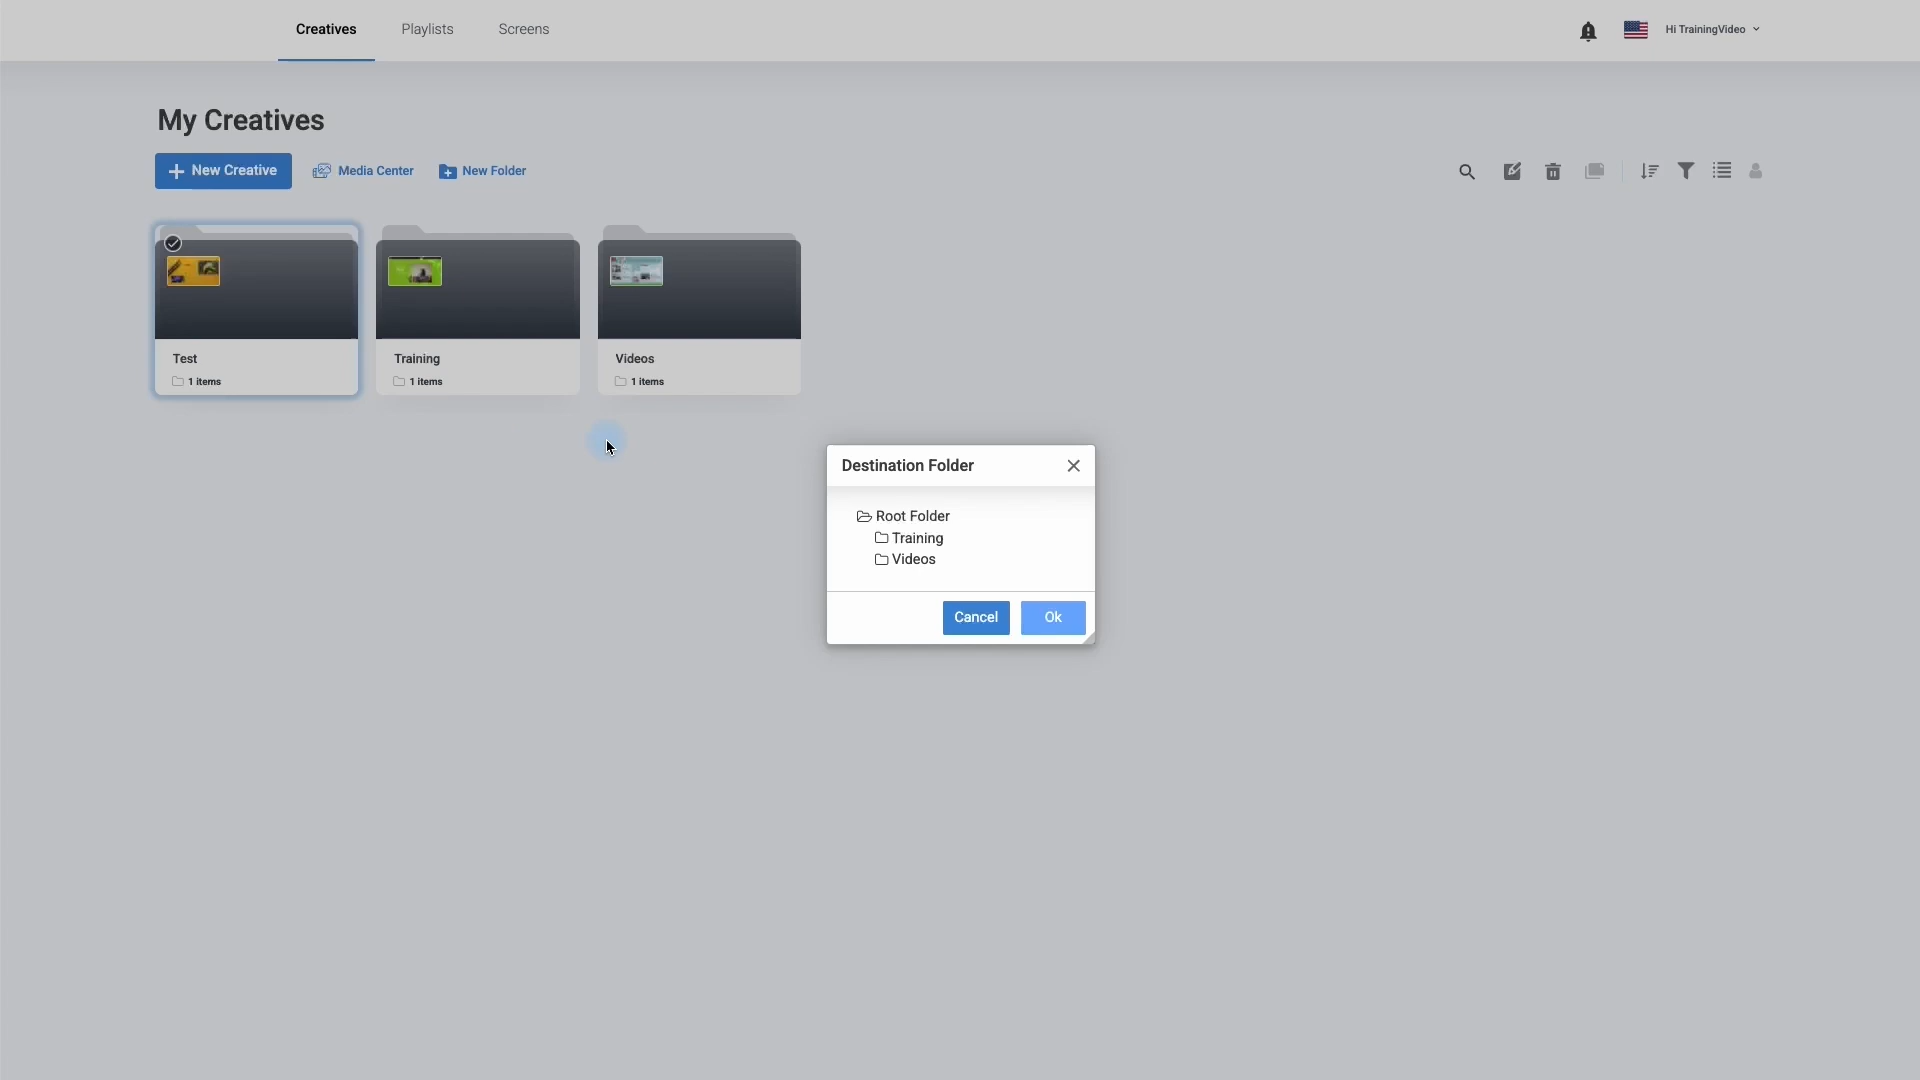 Creatives Playlists Screens Hi TrainingVideo
My Creatives
New Creative Media Center New Folder
Test Training Videos
1 items 1 items 1 items
Destination Folder
Root Folder
Training
Videos
Cancel Ok